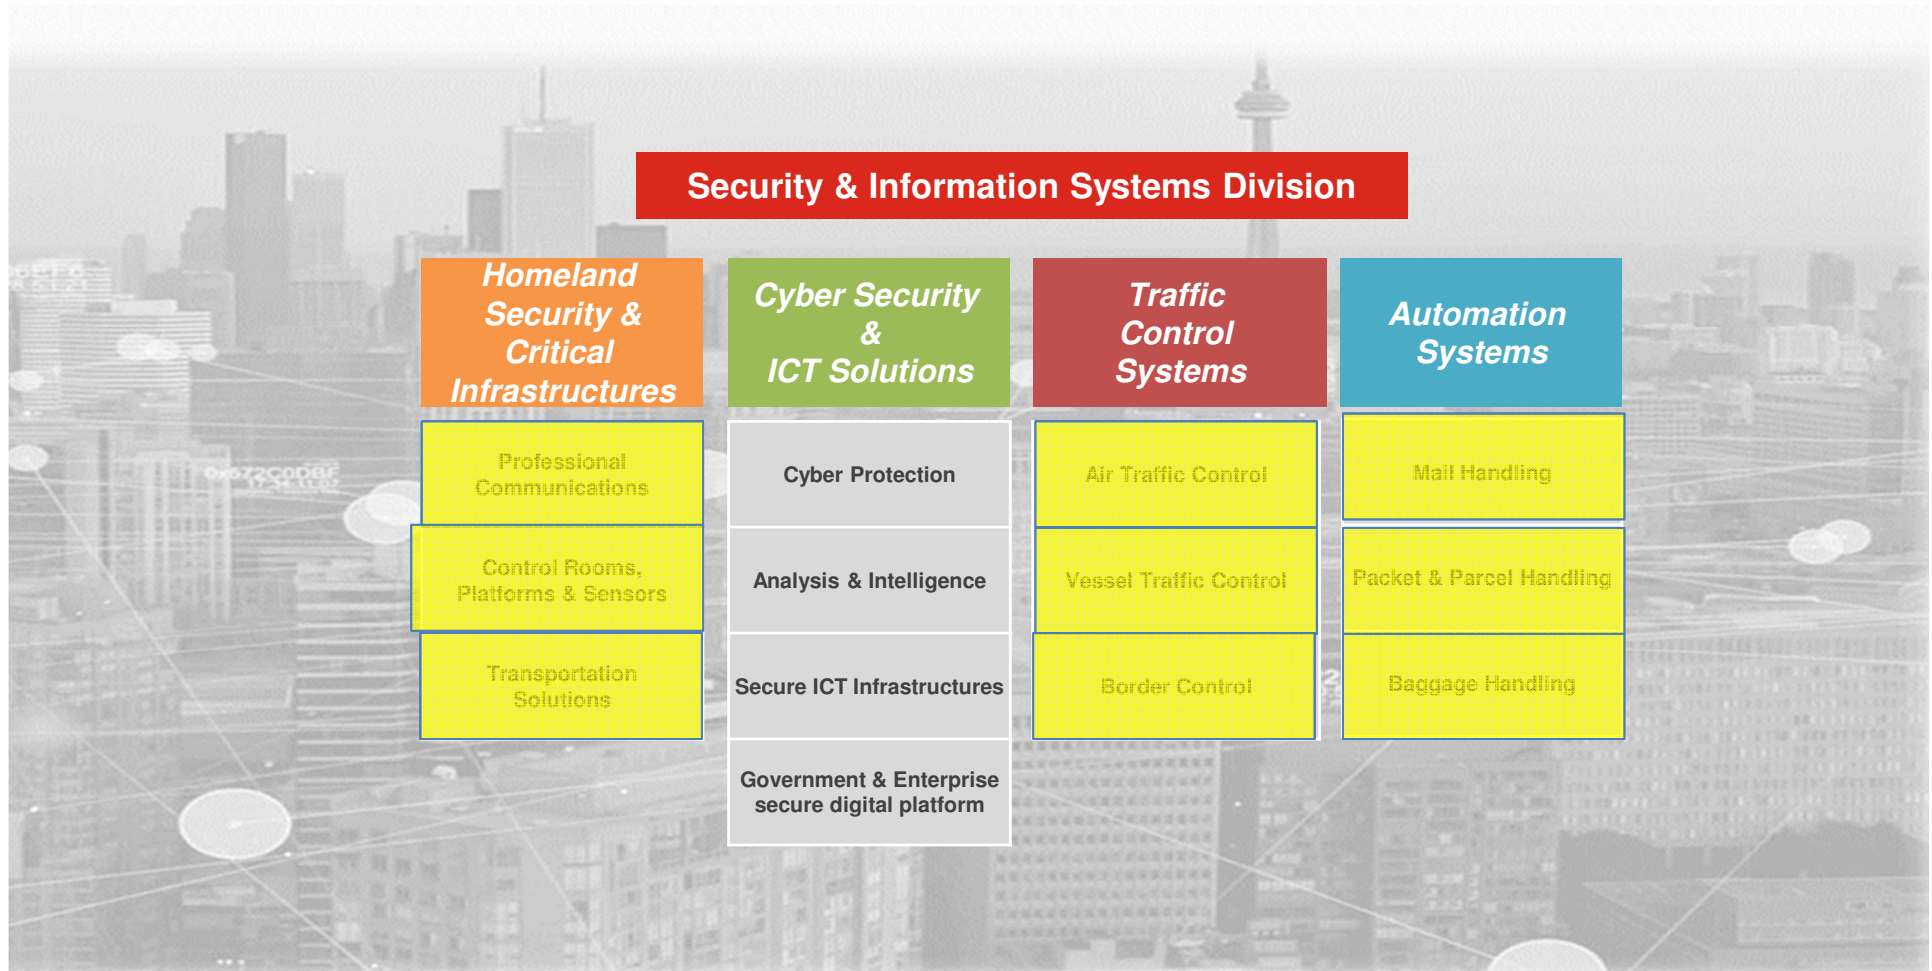 Security & Information Systems Division
Homeland
Security &
Critical
Infrastructures
Cyber Security
&
ICT Solutions
Traffic
Control
Systems
Automation
Systems
Professional
Communications
Cyber Protection
Air Traffic Control
Mail Handling
Control Rooms,
Platforms & Sensors
Analysis & Intelligence
Vessel Traffic Control
Packet & Parcel Handling
Transportation
Solutions
Secure ICT Infrastructures
Border Control
Baggage Handling
Government & Enterprise
secure digital platform